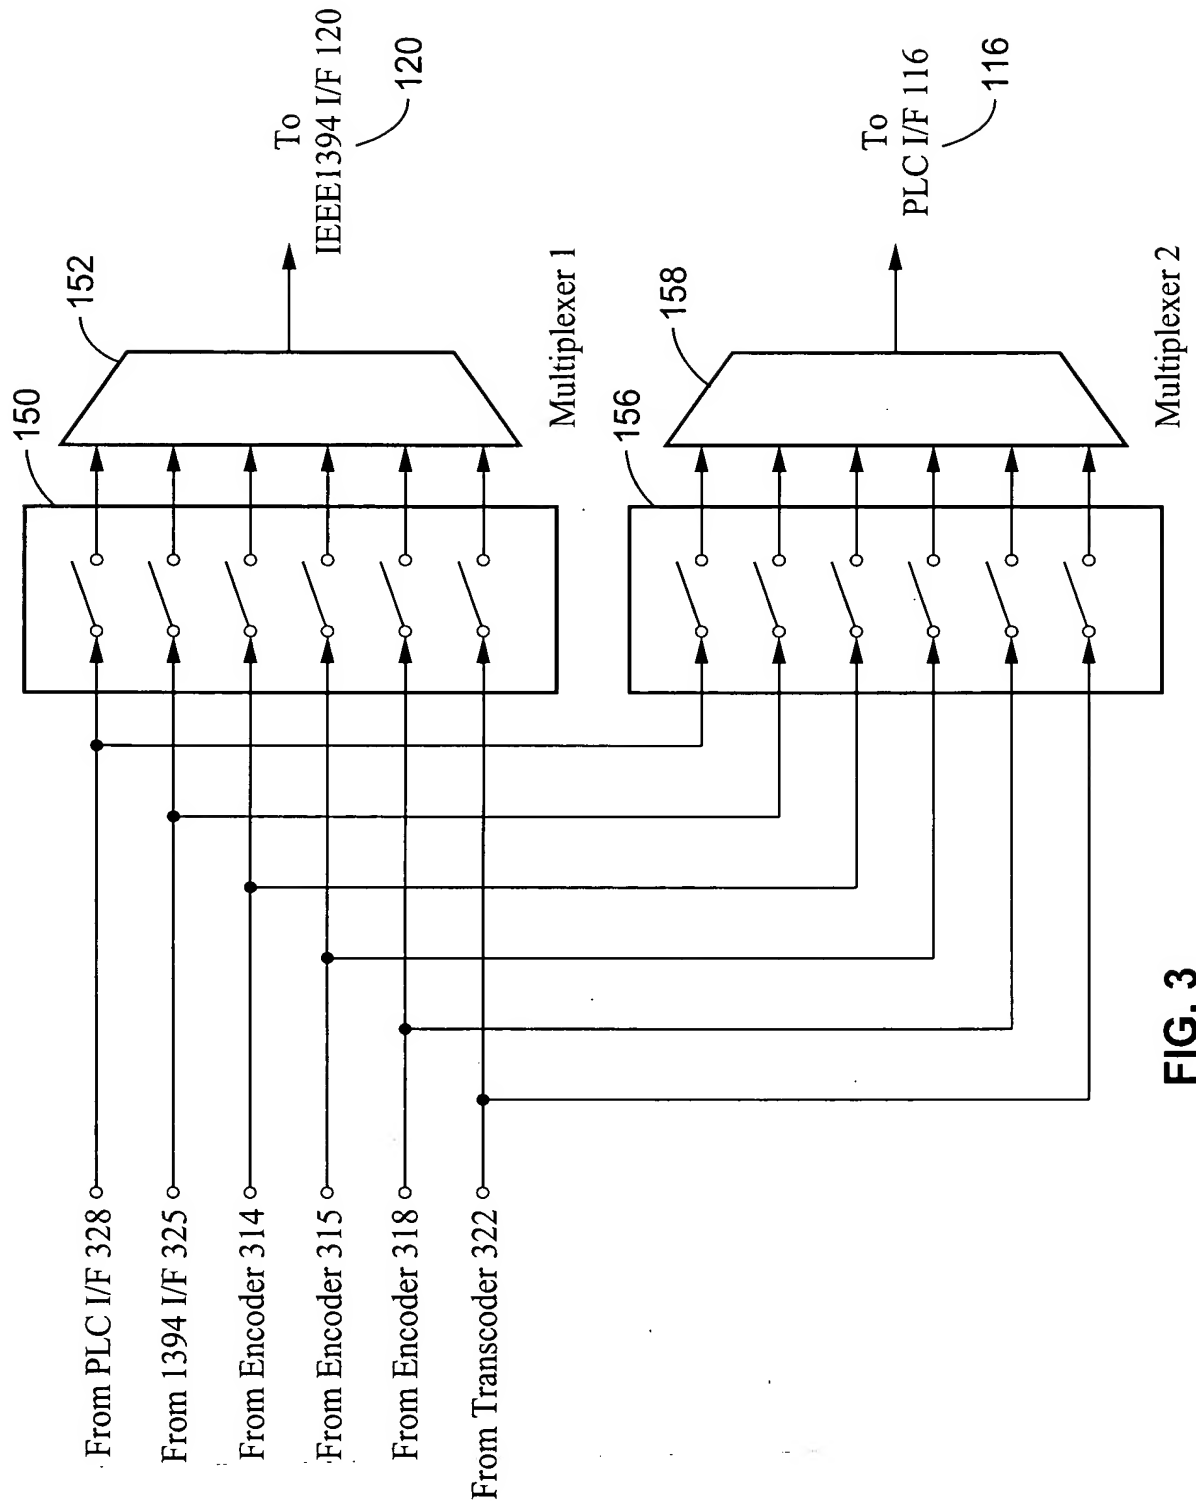 From PLC I/F 328
From 1394 I/F 325
From Encoder 314
From Encoder 315
From Encoder 318
From Transcoder 322
150
152
Multiplexer 1
To
IEEE1394 I/F 120
120
156
158
Multiplexer 2
To
PLC I/F 116
116
FIG. 3